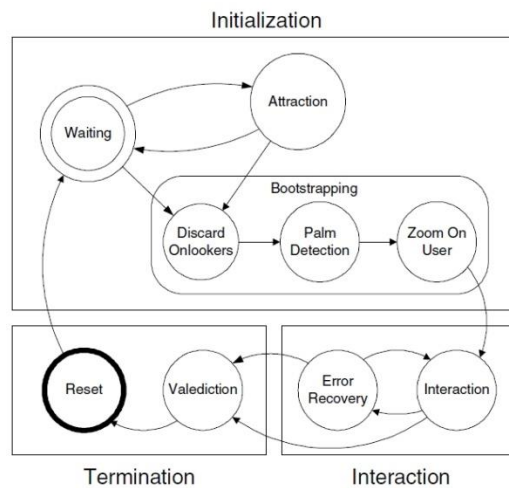 Initialization
Waiting
Attraction
Bootstrapping
Discard
Onlookers
Palm
Detection
Zoom On
User
Reset
Valediction
Error
Recovery
Interaction
Termination
Interaction